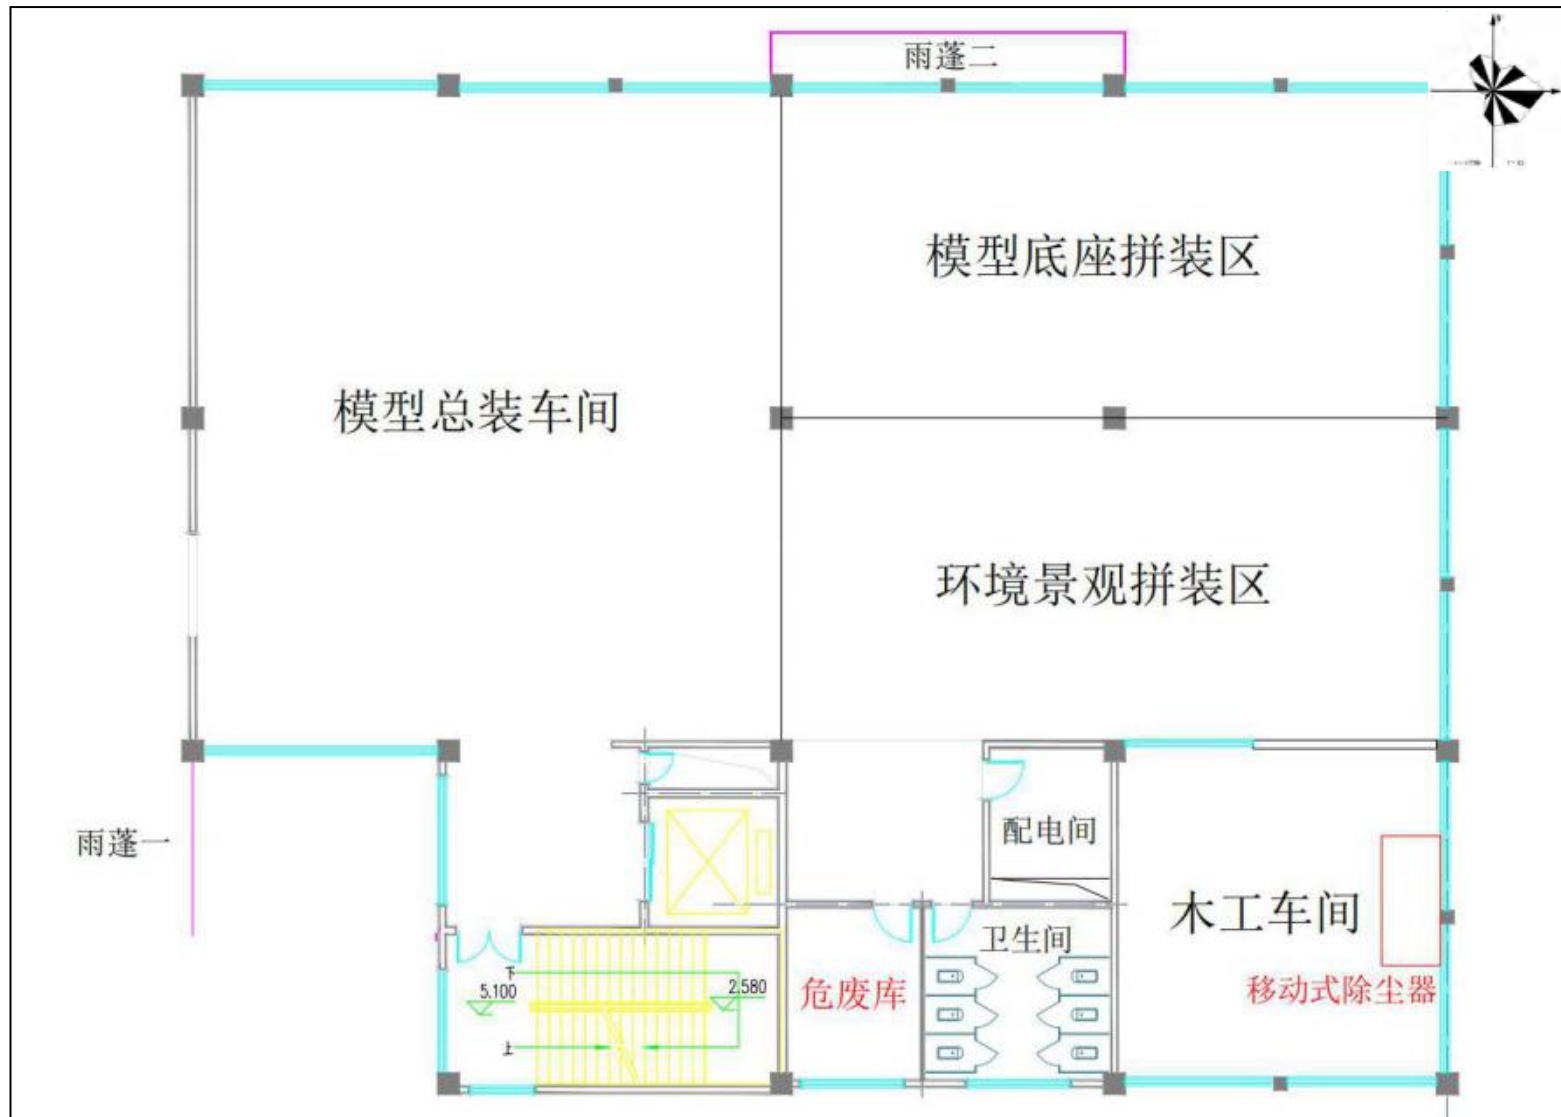 雨蓬二
模型底座拼装区
模型总装车间
环境景观拼装区
雨蓬一
配电间
木工车间
卫生间
下
5.100
2.580
危废库
移动式除尘器
上